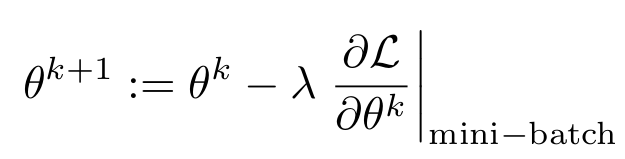 θ^{k+1} := θ^k − λ ∂ℒ/∂θ^k |_{mini−batch}